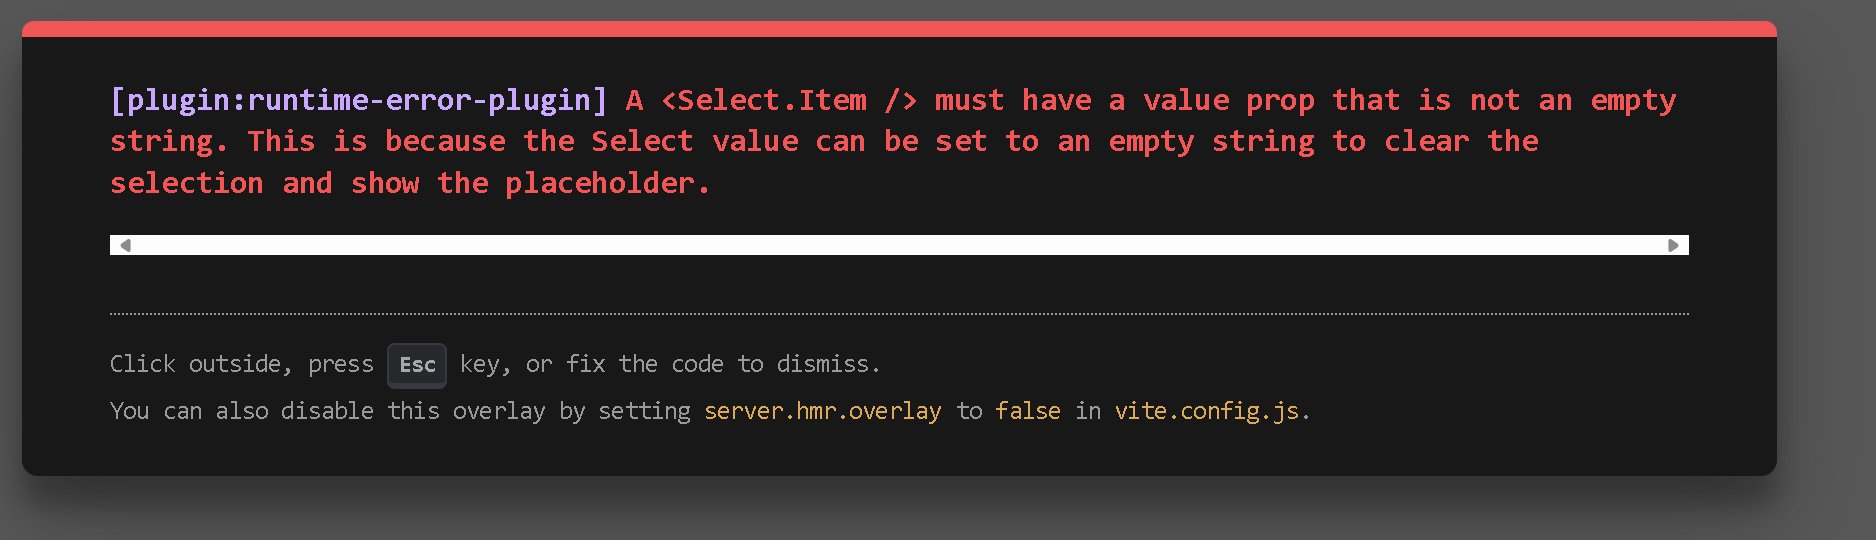 [plugin:runtime-error-plugin] A <Select.Item /> must have a value prop that is not an empty
string. This is because the Select value can be set to an empty string to clear the
selection and show the placeholder.
Click outside, press Esc key, or fix the code to dismiss.
You can also disable this overlay by setting server.hmr.overlay to false in vite.config.js.